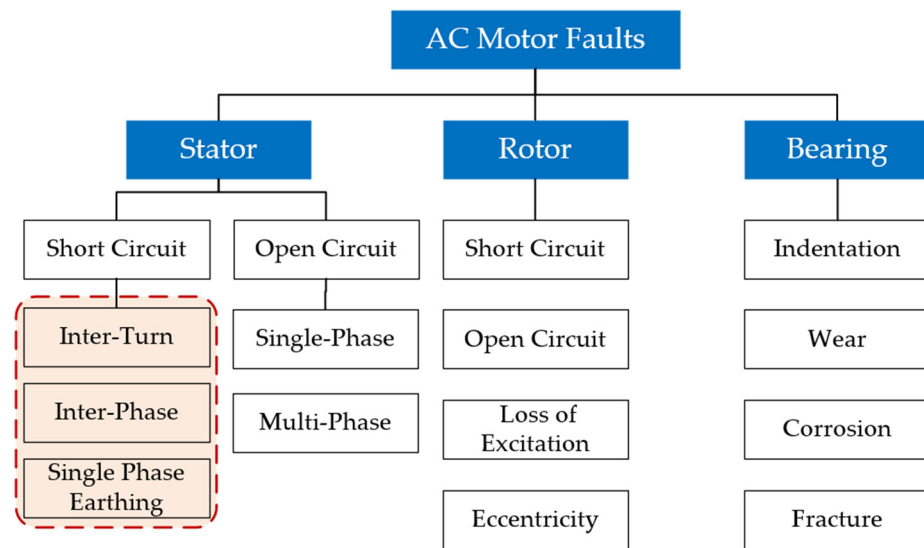 AC Motor Faults
Stator
Rotor
Bearing
Short Circuit
Open Circuit
Short Circuit
Indentation
Inter-Turn
Single-Phase
Open Circuit
Wear
Inter-Phase
Multi-Phase
Loss of
Excitation
Corrosion
Single Phase
Earthing
Eccentricity
Fracture